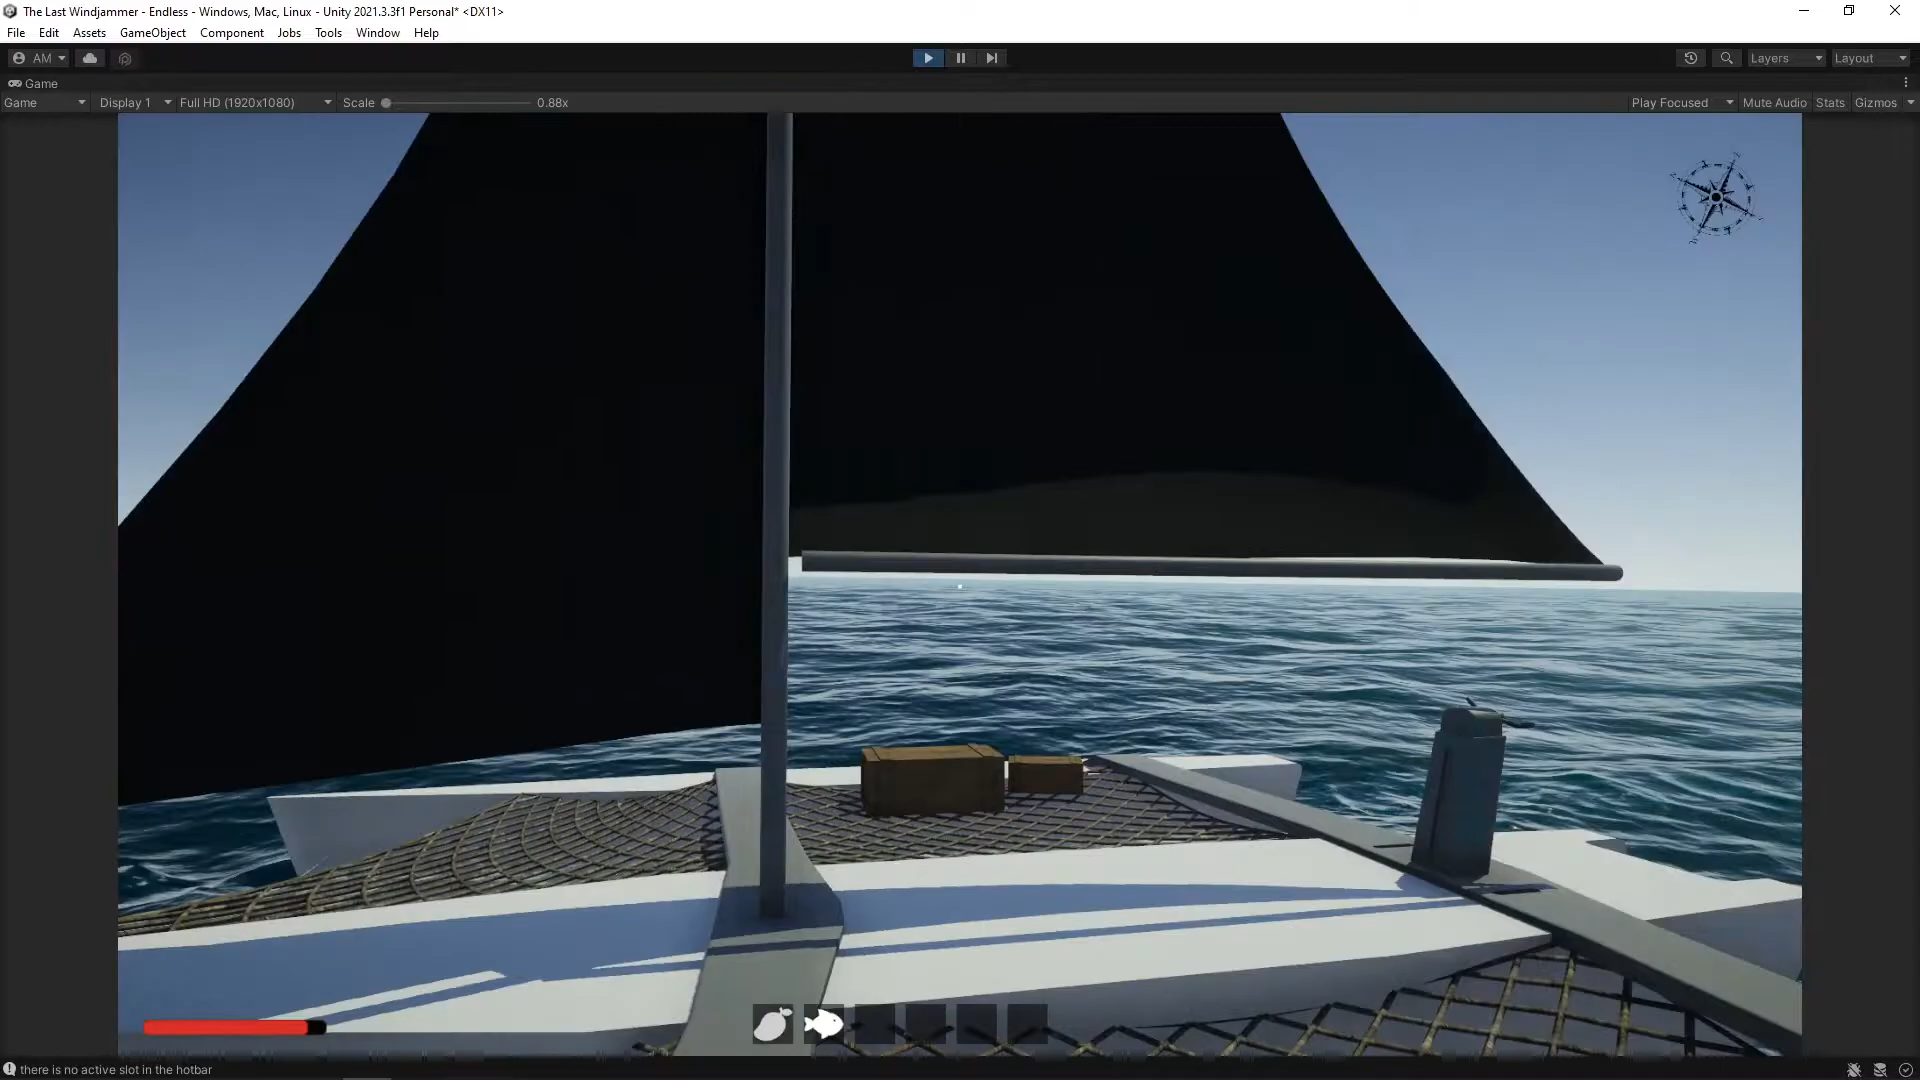 The Last Windjammer - Endless - Windows, Mac, Linux - Unity 2021.3.3f1 Personal* <DX11>
File Edit Assets GameObject Component Jobs Tools Window Help
AM Layers Layout
Game
Game Display 1 Full HD (1920x1080) Scale 0.88x Play Focused Mute Audio Stats Gizmos
there is no active slot in the hotbar